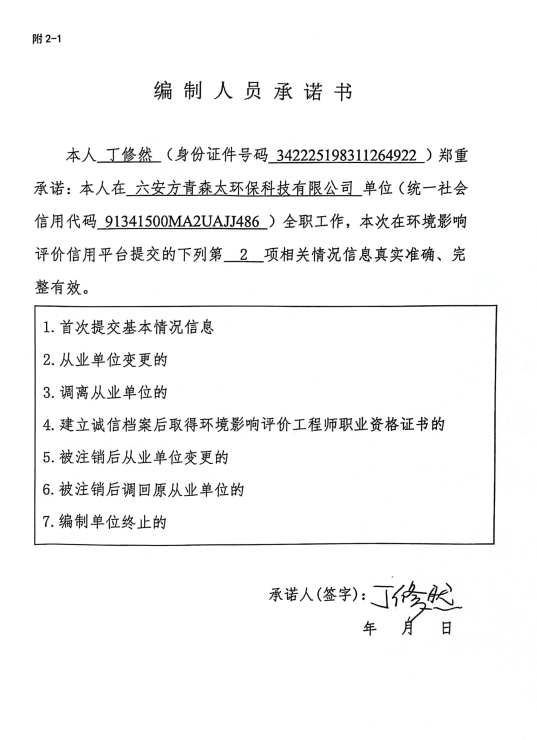 附 2-1
编 制 人 员 承 诺 书
本人 丁修然 （身份证件号码 342225198311264922 ）郑重
承诺：本人在 六安方青森太环保科技有限公司 单位（统一社会
信用代码 91341500MA2UAJJ486 ）全职工作，本次在环境影响
评价信用平台提交的下列第 2 项相关情况信息真实准确、完
整有效。
1. 首次提交基本情况信息
2. 从业单位变更的
3. 调离从业单位的
4. 建立诚信档案后取得环境影响评价工程师职业资格证书的
5. 被注销后从业单位变更的
6. 被注销后调回原从业单位的
7. 编制单位终止的
承诺人(签字)：丁修然
年 月 日